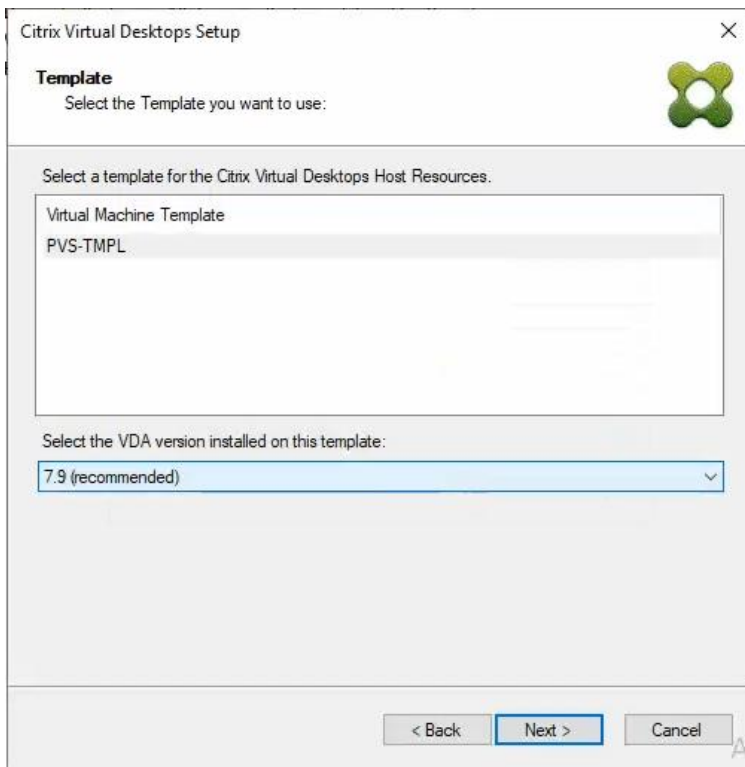 Citrix Virtual Desktops Setup
Template
Select the Template you want to use:
Select a template for the Citrix Virtual Desktops Host Resources.
Virtual Machine Template
PVS-TMPL
Select the VDA version installed on this template:
7.9 (recommended)
< Back Next > Cancel